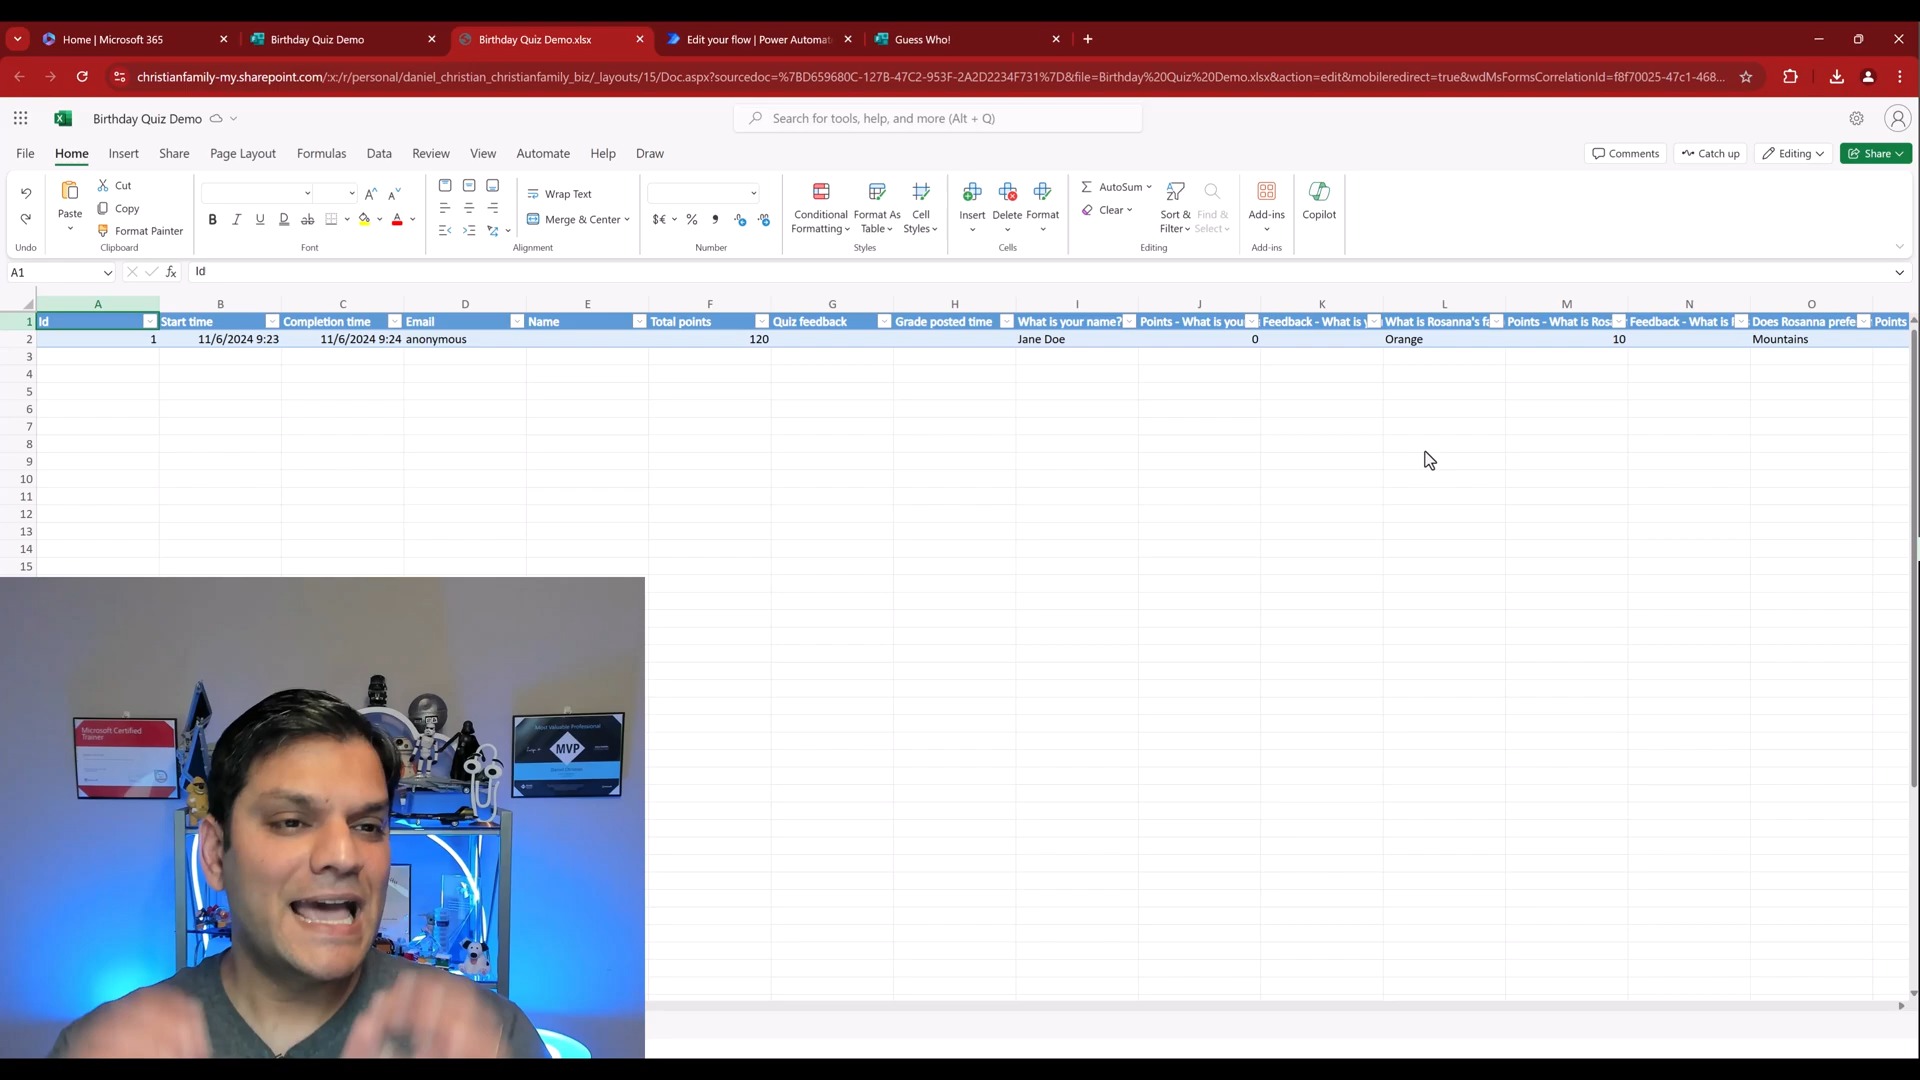 Home | Microsoft 365
Birthday Quiz Demo
Birthday Quiz Demo.xlsx
Edit your flow | Power Automat
Guess Who!
christianfamily-my.sharepoint.com/:x:/r/personal/daniel_christian_christianfamily_biz/_layouts/15/Doc.aspx?sourcedoc=%7BD659680C-127B-47C2-953F-2A2D2234F731%7D&file=Birthday%20Quiz%20Demo.xlsx&action=edit&mobileredirect=true&wdMsFormsCorrelationId=f8f70025-47c1-468...
Birthday Quiz Demo
Search for tools, help, and more (Alt + Q)
File Home Insert Share Page Layout Formulas Data Review View Automate Help Draw
Comments Catch up Editing Share
Undo
Paste
Cut
Copy
Format Painter
Clipboard
B I U D ab A
Font
Wrap Text
Merge & Center
Alignment
$€ % 9
Number
Conditional Formatting
Format As Table
Cell Styles
Styles
Insert Delete Format
Cells
AutoSum
Clear
Sort & Filter
Find & Select
Editing
Add-ins
Add-ins
Copilot
A1 fx Id
A B C D E F G H I J K L M N O
1 Id Start time Completion time Email Name Total points Quiz feedback Grade posted time What is your name? Points - What is you Feedback - What is y What is Rosanna's fa Points - What is Ros Feedback - What is Does Rosanna prefe Points
2 1 11/6/2024 9:23 11/6/2024 9:24 anonymous 120 Jane Doe 0 Orange 10 Mountains
3
4
5
6
7
8
9
10
11
12
13
14
15
Microsoft Certified
Trainer
Most Valuable Professional
MVP